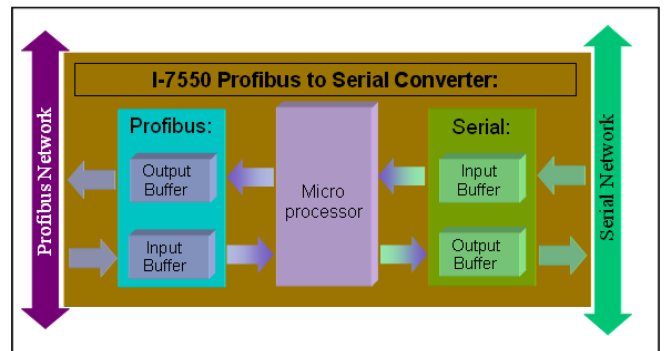 I-7550 Profibus to Serial Converter:
Profibus Network
Profibus:
Output
Buffer
Input
Buffer
Micro
processor
Serial:
Input
Buffer
Output
Buffer
Serial Network